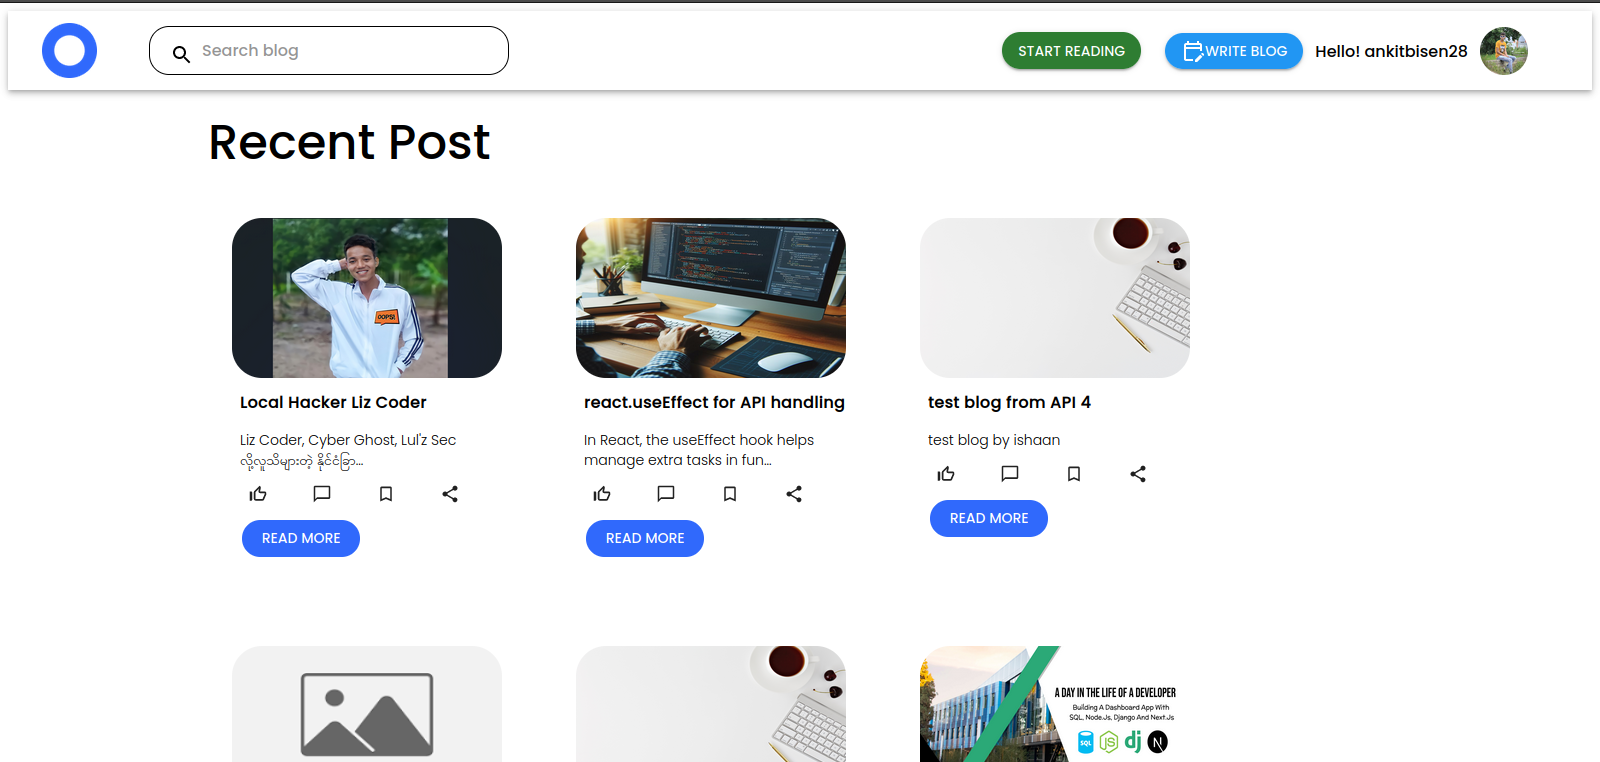 Search blog
START READING
WRITE BLOG
Hello! ankitbisen28
Recent Post
OOPS!
Local Hacker Liz Coder
Liz Coder, Cyber Ghost, Lul'z Sec
လို့လူသိများတဲ့ နိုင်ငံခြာ...
READ MORE
react.useEffect for API handling
In React, the useEffect hook helps
manage extra tasks in fun...
READ MORE
test blog from API 4
test blog by ishaan
READ MORE
A DAY IN THE LIFE OF A DEVELOPER
Building A Dashboard App With
SQL, Node.Js, Django And Next.Js
SQL
JS
dj
N